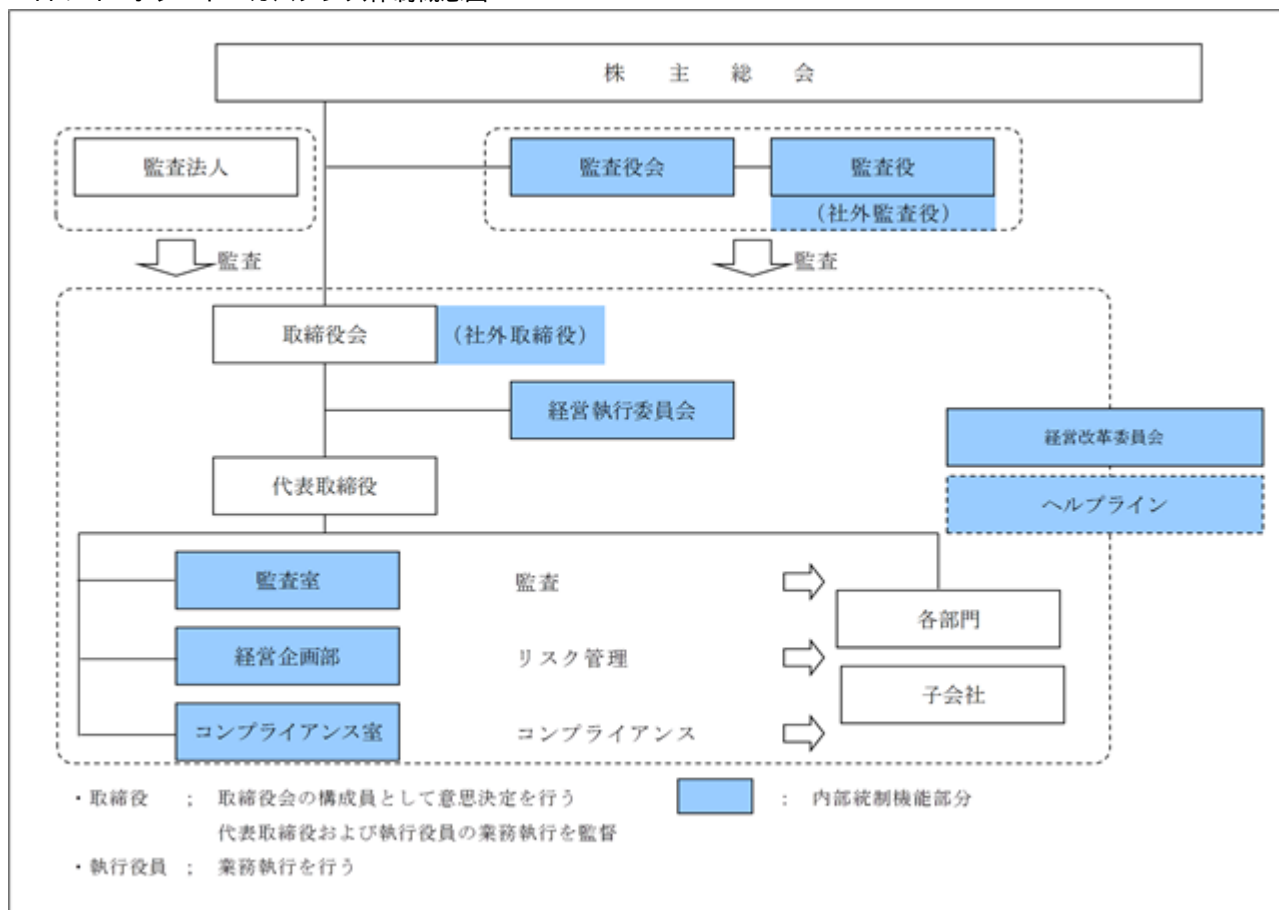 株主総会
監査法人
監査役会
監査役
（社外監査役）
監査
監査
取締役会
（社外取締役）
経営執行委員会
経営改革委員会
代表取締役
ヘルプライン
監査室
監査
各部門
経営企画部
リスク管理
子会社
コンプライアンス室
コンプライアンス
・取締役 ； 取締役会の構成員として意思決定を行う
： 内部統制機能部分
代表取締役および執行役員の業務執行を監督
・執行役員 ； 業務執行を行う